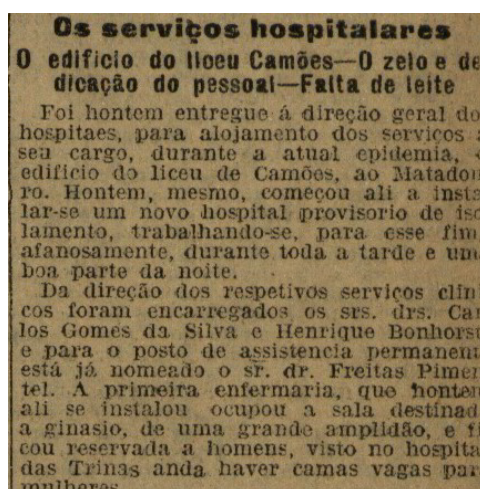 Os serviços hospitalares
O edificio do liceu Camões—O zelo e de
dicação do pessoal—Falta de leite
Foi hontem entregue á direção geral do
hospitaes, para alojamento dos serviços
seu cargo, durante a atual epidemia,
edificio do liceu de Camões, ao Matadou
ro. Hontem, mesmo, começou ali a insta
lar-se um novo hospital provisorio de iso
lamento, trabalhando-se, para esse fim
afanosamente, durante toda a tarde e uma
boa parte da noite.
Da direção dos respetivos serviços clini
cos foram encarregados os srs. drs. Car
los Gomes da Silva e Henrique Bonhorst
e para o posto de assistencia permanent
está já nomeado o sr. dr. Freitas Pimen
tel. A primeira enfermaria, que hontem
ali se instalou ocupou a sala destinad
a ginasio, de uma grande amplidão, e fi
cou reservada a homens, visto no hospita
das Trinas anda haver camas vagas par
mulheres